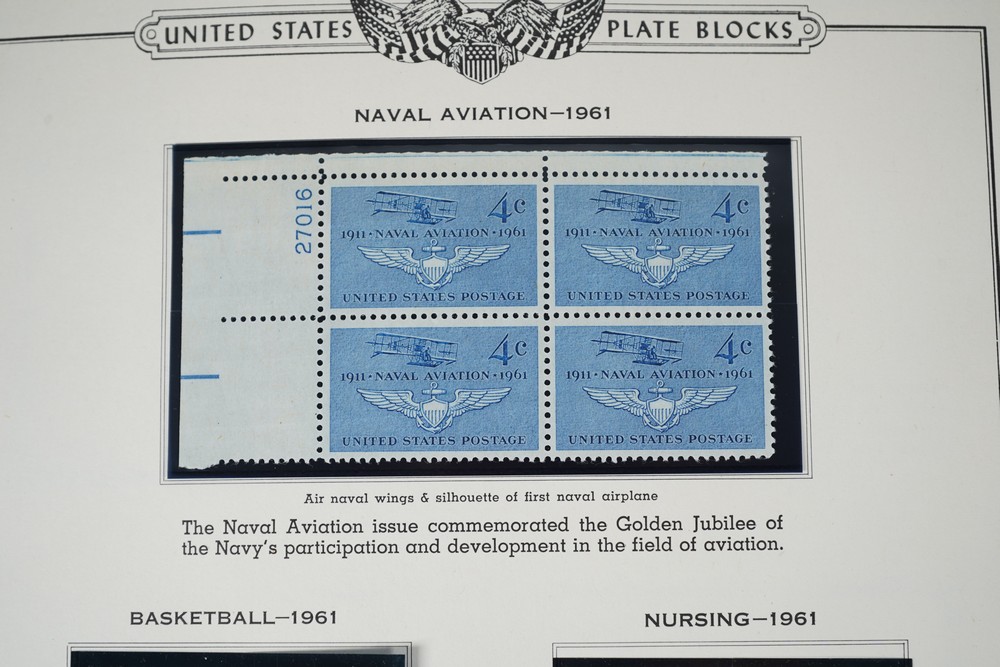 UNITED STATES PLATE BLOCKS
NAVAL AVIATION—1961
27016
4c
1911·NAVAL AVIATION·1961
UNITED STATES POSTAGE
4c
1911·NAVAL AVIATION·1961
UNITED STATES POSTAGE
4c
1911·NAVAL AVIATION·1961
UNITED STATES POSTAGE
4c
1911·NAVAL AVIATION·1961
UNITED STATES POSTAGE
Air naval wings & silhouette of first naval airplane
The Naval Aviation issue commemorated the Golden Jubilee of
the Navy's participation and development in the field of aviation.
BASKETBALL—1961
NURSING—1961